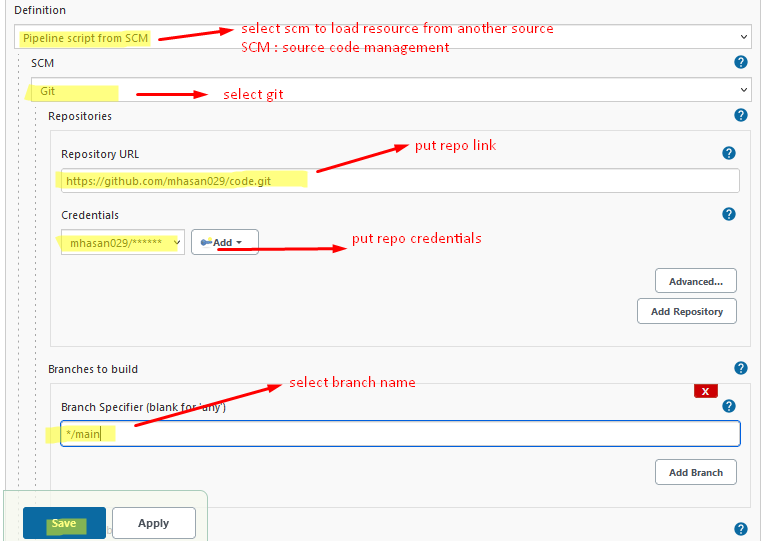 Definition
Pipeline script from SCM
select scm to load resource from another source
SCM : source code management
SCM
?
Git
select git
Repositories
?
Repository URL
?
put repo link
https://github.com/mhasan029/code.git
Credentials
?
mhasan029/******
Add
put repo credentials
Advanced...
Add Repository
Branches to build
?
select branch name
X
Branch Specifier (blank for 'any')
?
*/main
Add Branch
Save
Apply
?